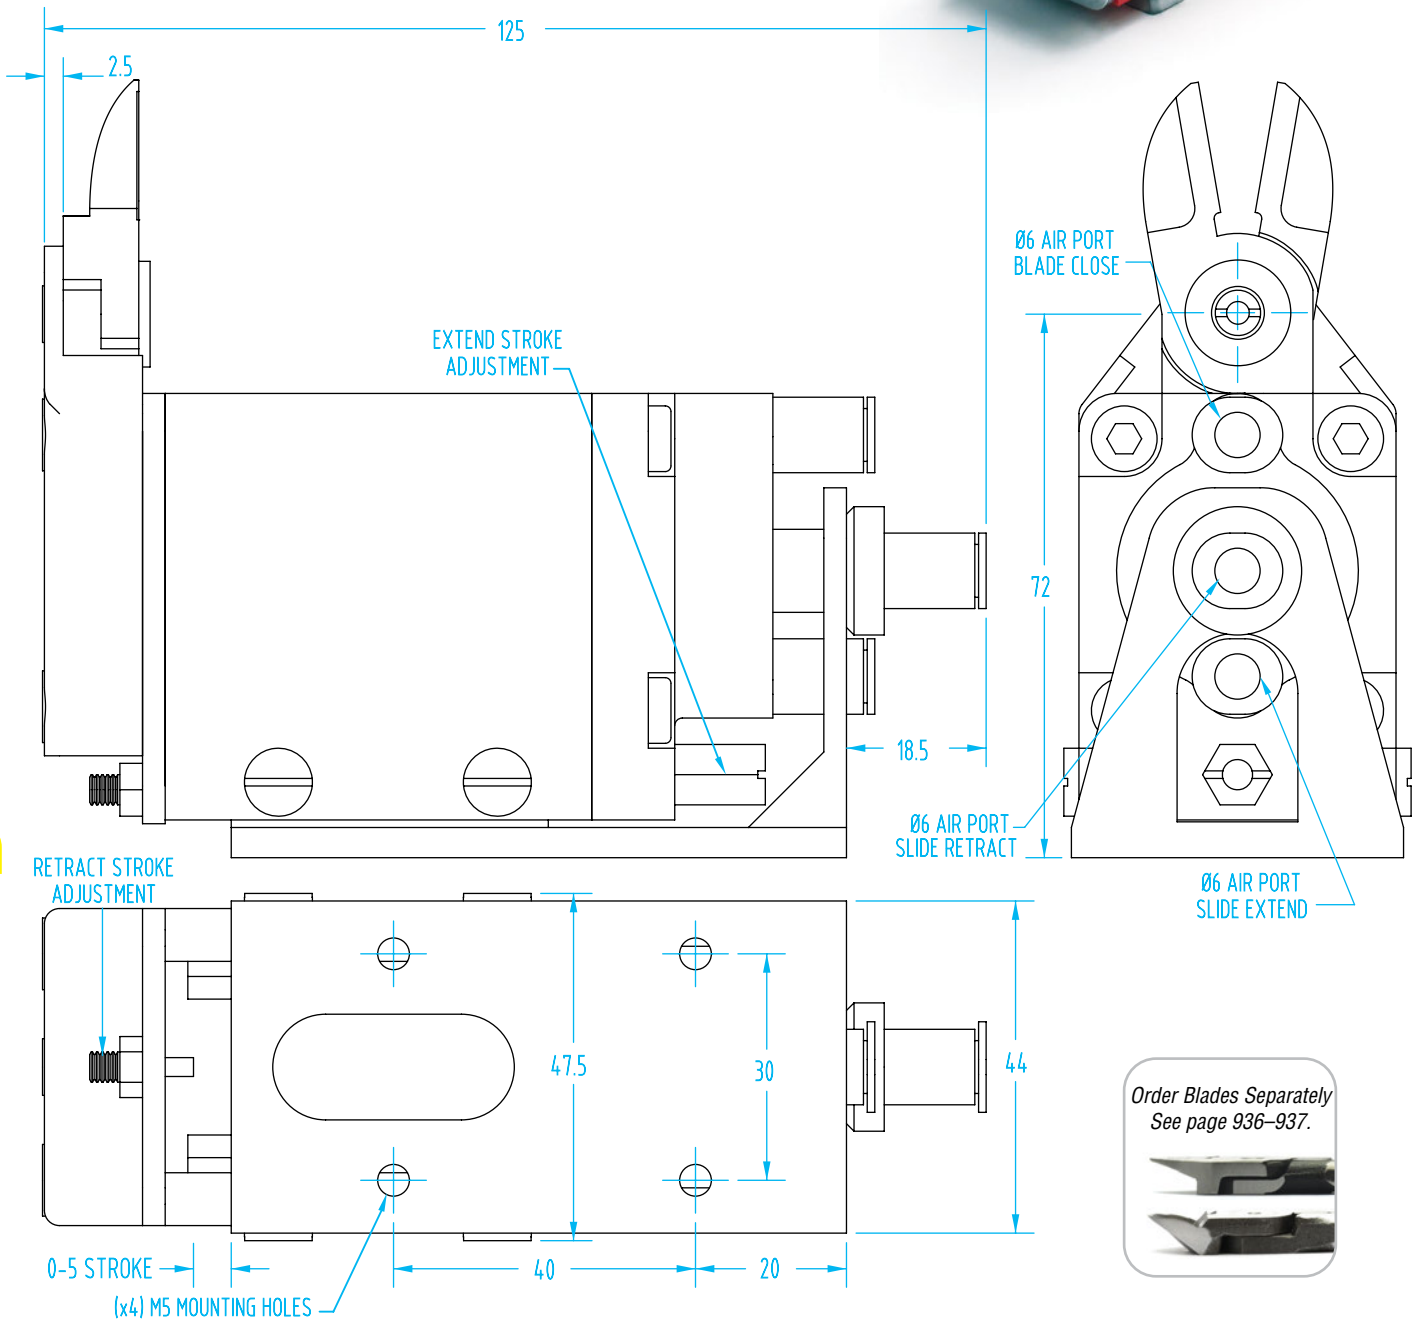 125
2.5
Ø6 AIR PORT
BLADE CLOSE
EXTEND STROKE
ADJUSTMENT
72
18.5
Ø6 AIR PORT
SLIDE RETRACT
RETRACT STROKE
ADJUSTMENT
Ø6 AIR PORT
SLIDE EXTEND
47.5
30
44
Order Blades Separately
See page 936–937.
0-5 STROKE
40
20
(x4) M5 MOUNTING HOLES